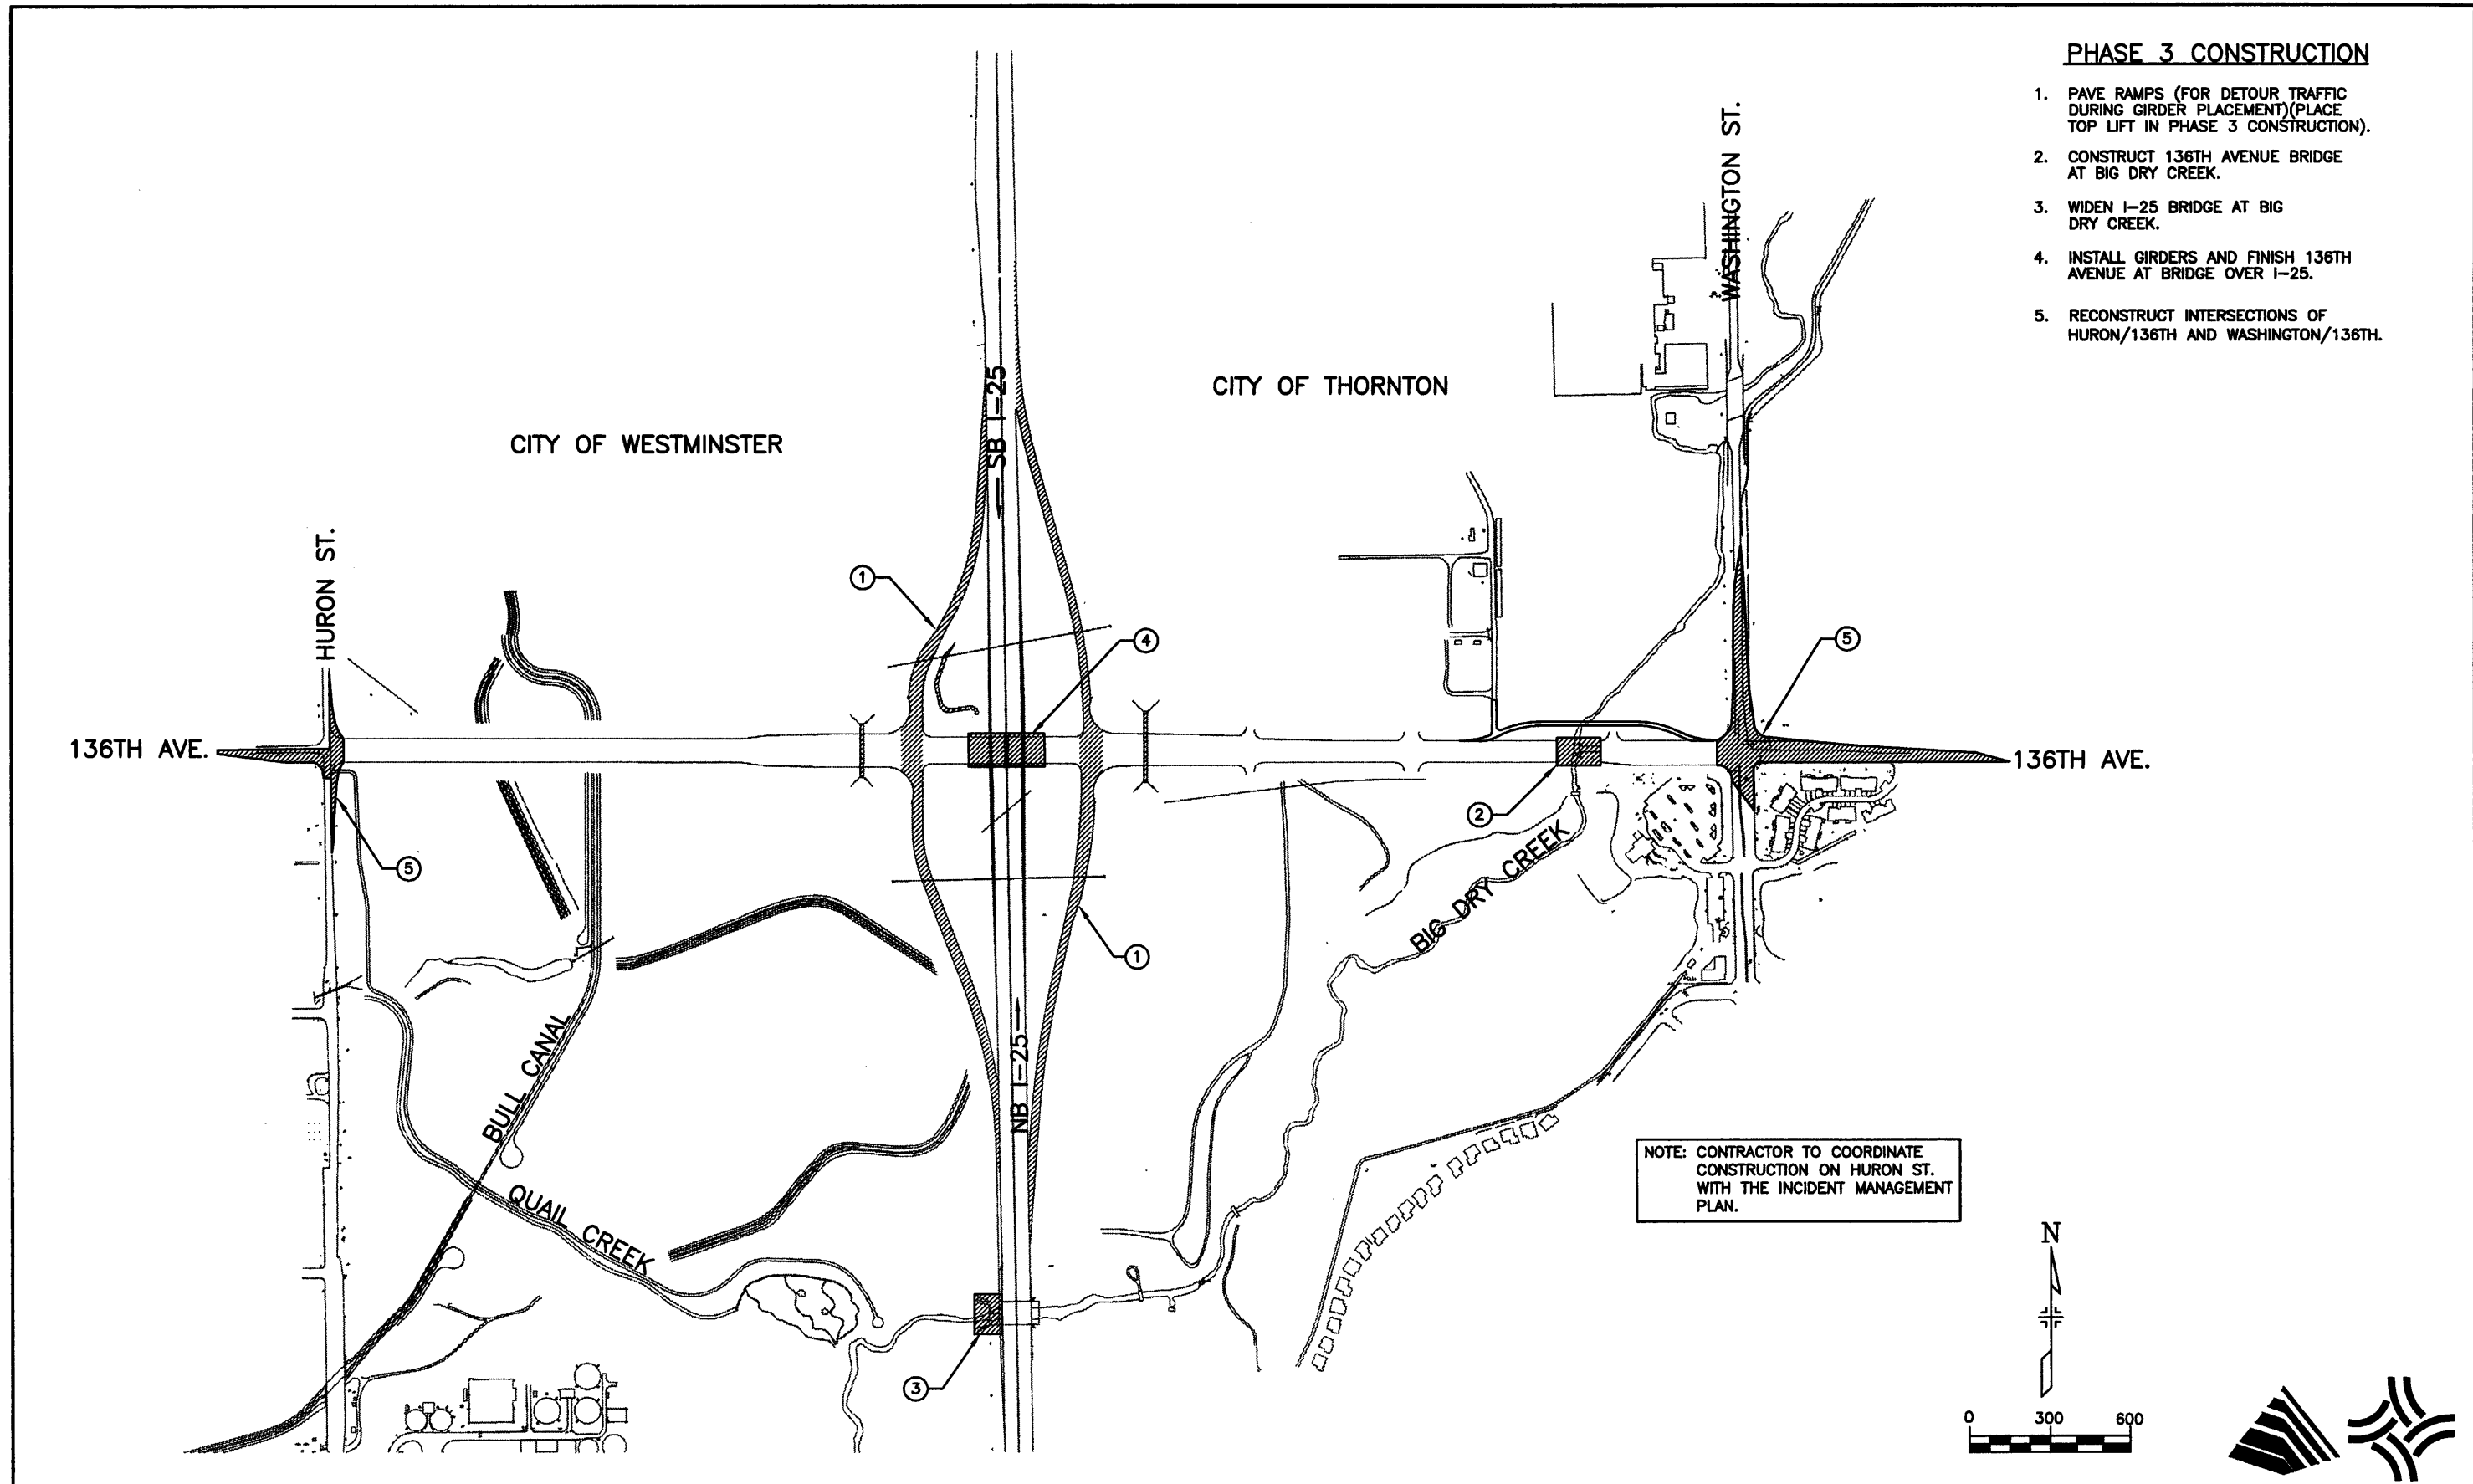 PHASE 3 CONSTRUCTION
1. PAVE RAMPS (FOR DETOUR TRAFFIC
DURING GIRDER PLACEMENT)(PLACE
TOP LIFT IN PHASE 3 CONSTRUCTION).
2. CONSTRUCT 136TH AVENUE BRIDGE
AT BIG DRY CREEK.
3. WIDEN I-25 BRIDGE AT BIG
DRY CREEK.
4. INSTALL GIRDERS AND FINISH 136TH
AVENUE AT BRIDGE OVER I-25.
5. RECONSTRUCT INTERSECTIONS OF
HURON/136TH AND WASHINGTON/136TH.
WASHINGTON ST.
SB I-25
CITY OF THORNTON
CITY OF WESTMINSTER
HURON ST.
1
4
5
136TH AVE.
136TH AVE.
2
5
BIG DRY CREEK
1
NB I-25
BULL CANAL
QUAIL CREEK
3
NOTE: CONTRACTOR TO COORDINATE
CONSTRUCTION ON HURON ST.
WITH THE INCIDENT MANAGEMENT
PLAN.
N
0 300 600